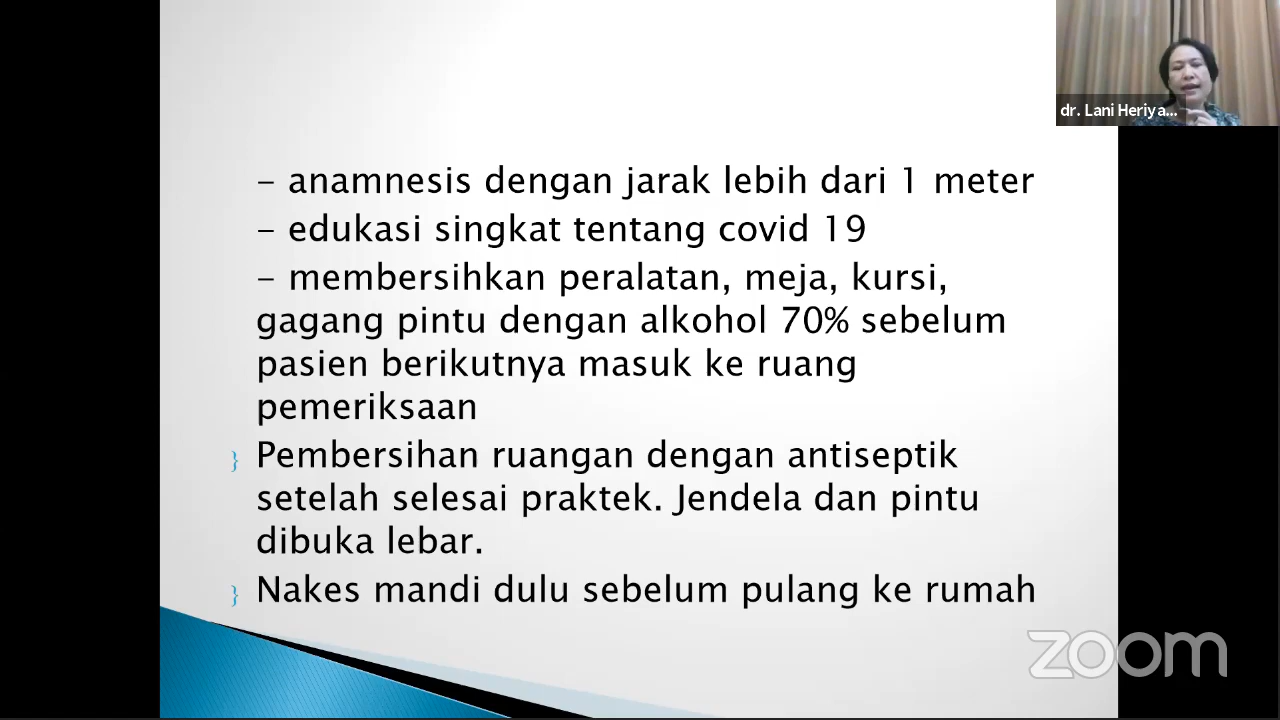 dr. Lani Heriya...
- anamnesis dengan jarak lebih dari 1 meter
- edukasi singkat tentang covid 19
- membersihkan peralatan, meja, kursi,
gagang pintu dengan alkohol 70% sebelum
pasien berikutnya masuk ke ruang
pemeriksaan
Pembersihan ruangan dengan antiseptik
setelah selesai praktek. Jendela dan pintu
dibuka lebar.
Nakes mandi dulu sebelum pulang ke rumah
zoom